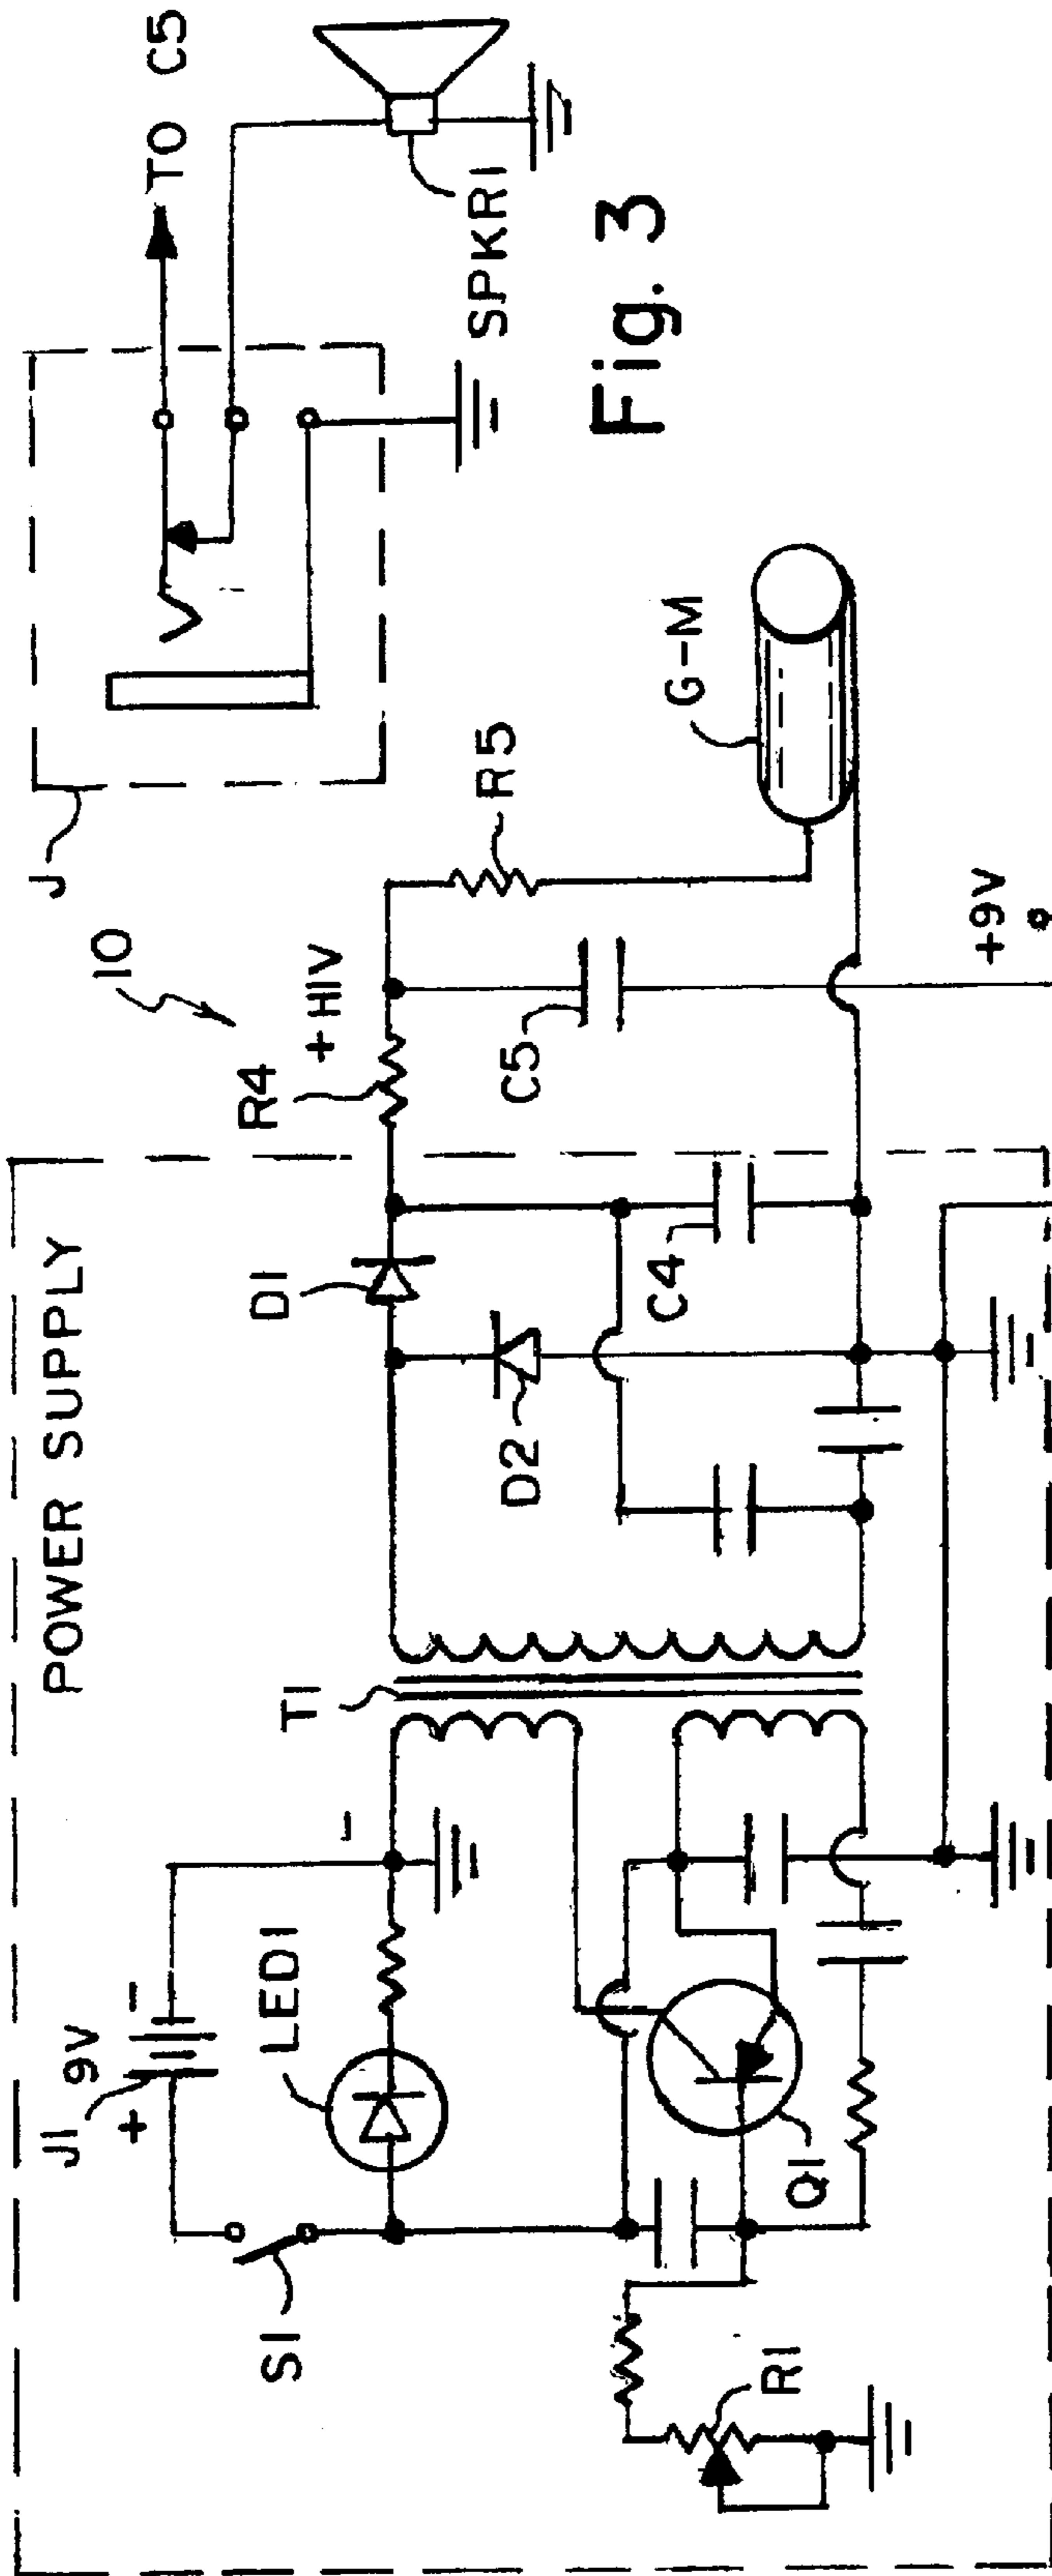 POWER SUPPLY
J1
9V
+
-
-
S1
LED1
T1
D1
D2
Q1
R1
C4
10
R4
+HIV
C5
R5
G-M
+9V
J
TO C5
SPKR1
Fig. 3